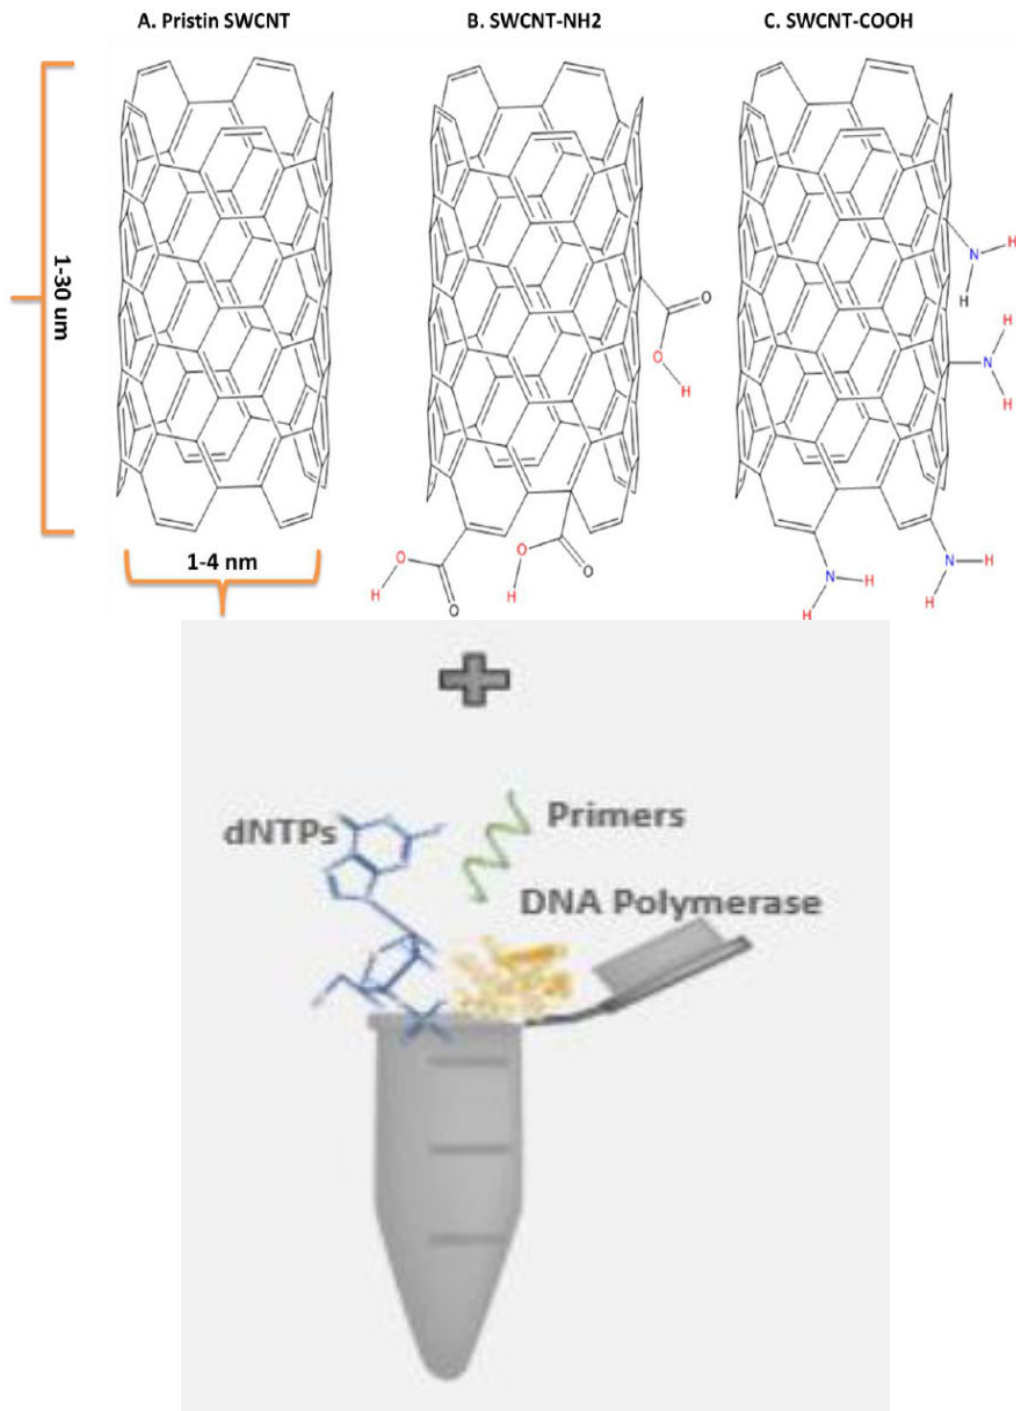 A. Pristin SWCNT
B. SWCNT-NH2
C. SWCNT-COOH
1-30 um
N H
H
O
H
N
O
H
H
H
1-4 nm
O
O
O
H
H
O
N H
N H
H
H
dNTPs
Primers
DNA Polymerase